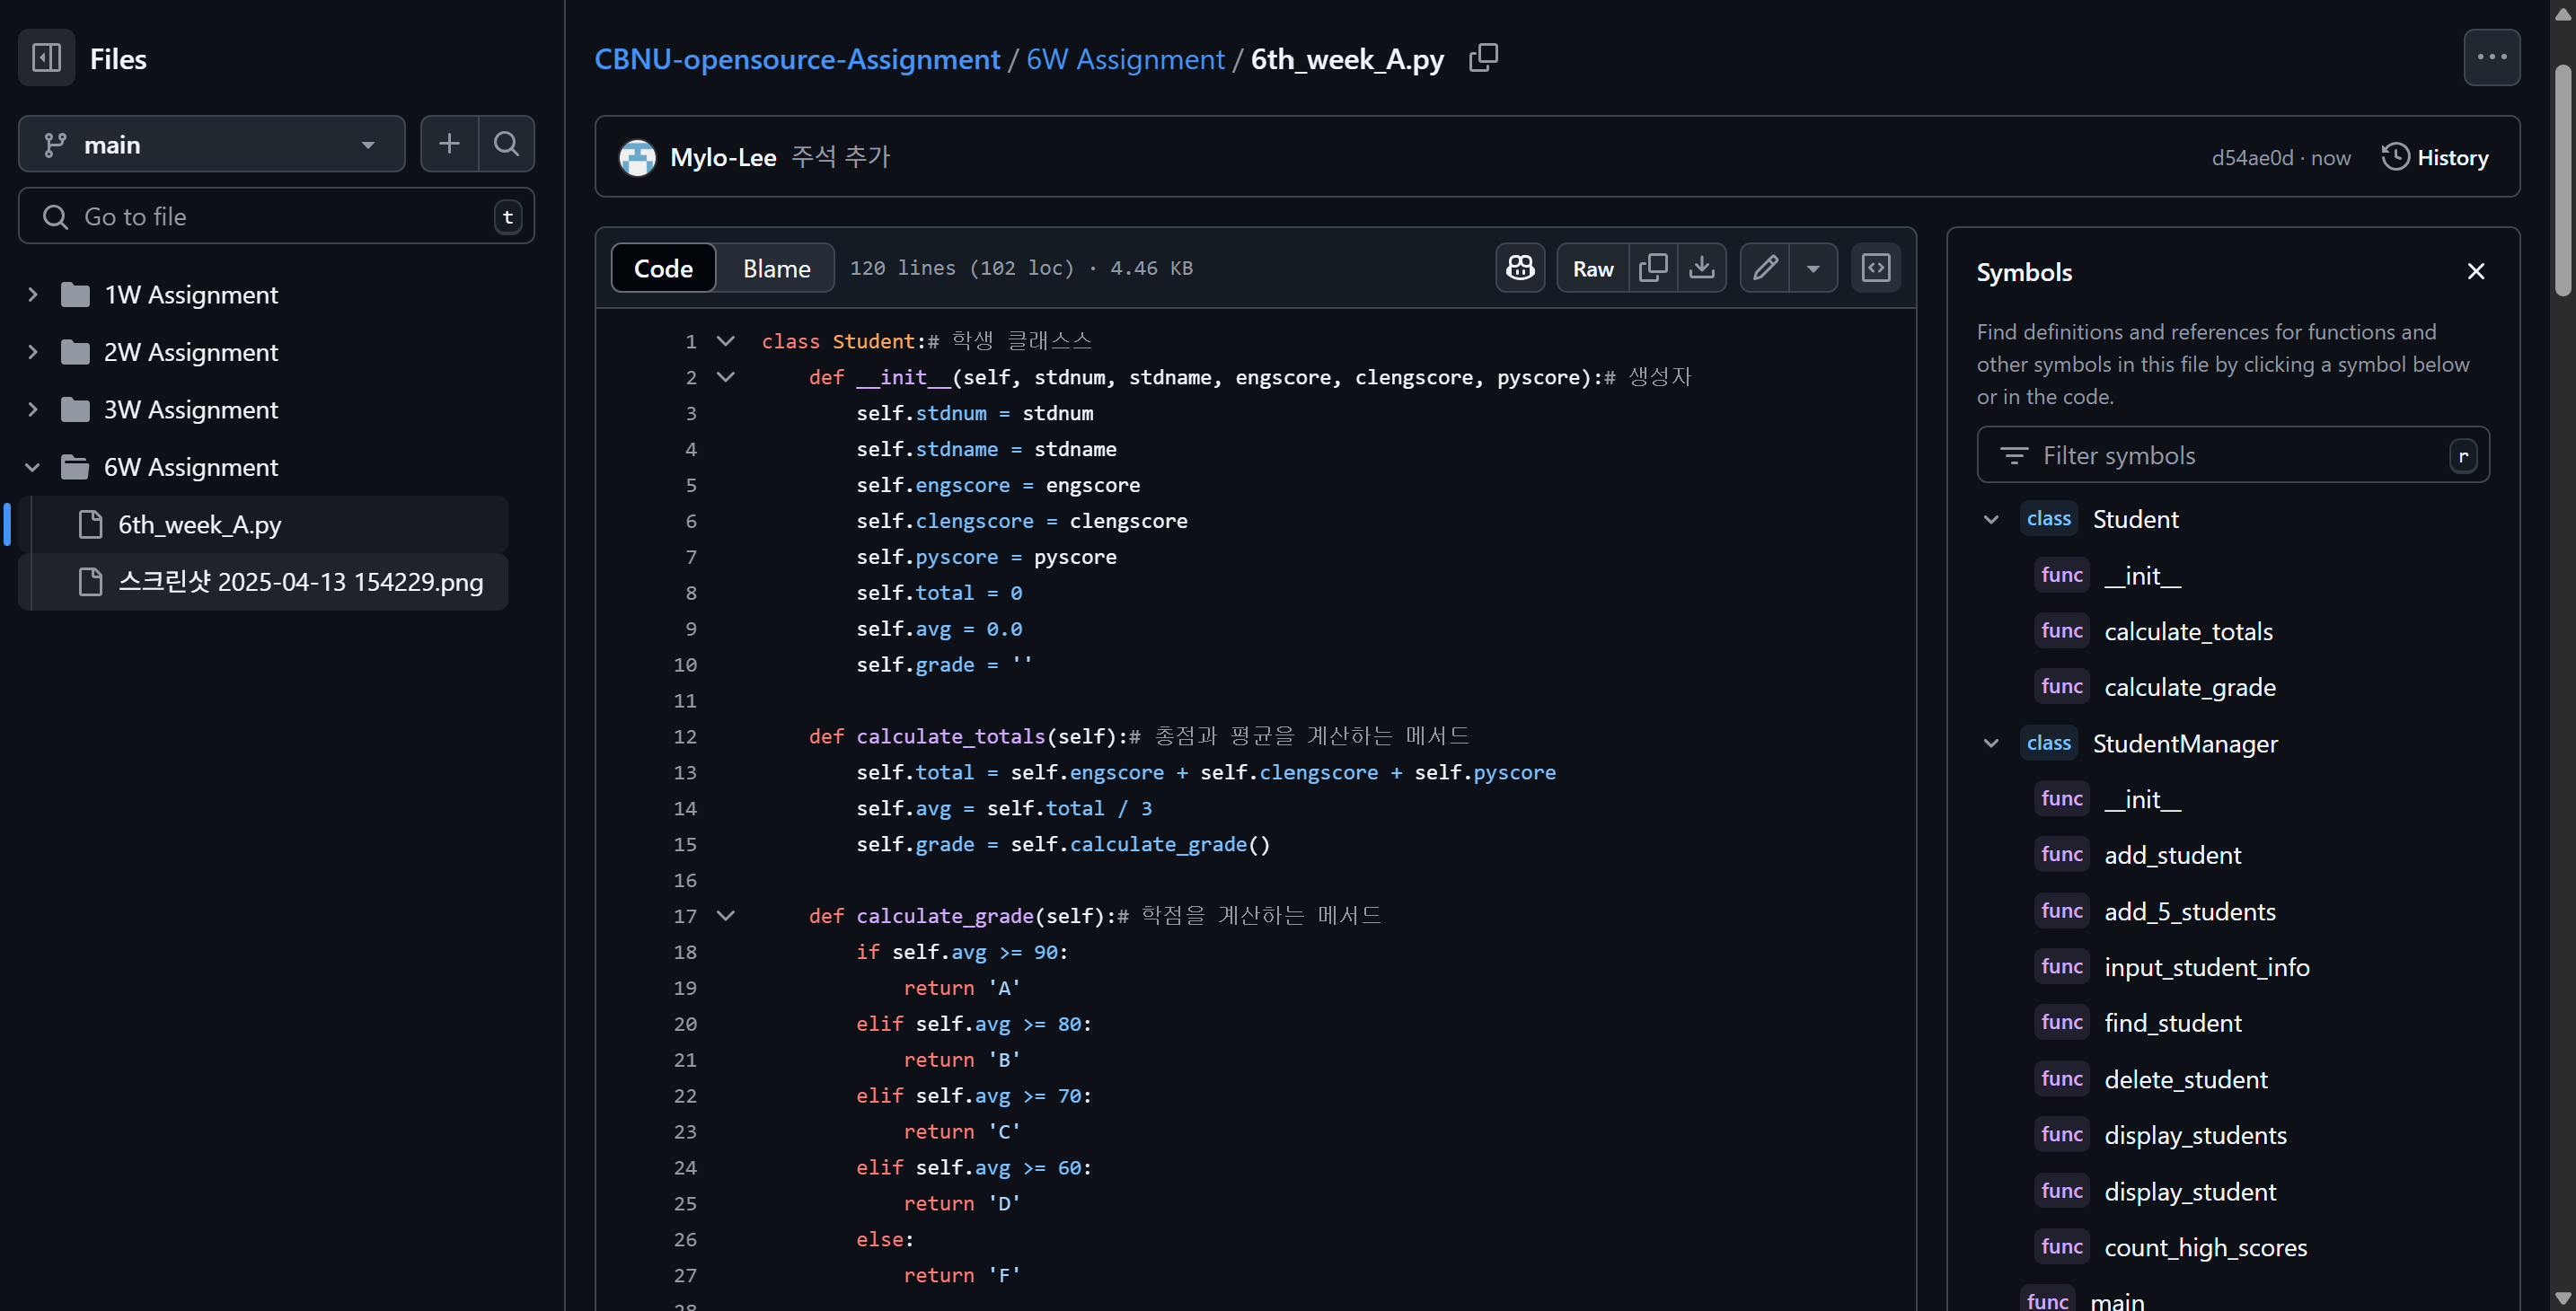 Files
main
Go to file
t
1W Assignment
2W Assignment
3W Assignment
6W Assignment
6th_week_A.py
스크린샷 2025-04-13 154229.png
CBNU-opensource-Assignment / 6W Assignment / 6th_week_A.py
Mylo-Lee 주석 추가
d54ae0d · now
History
Code
Blame
120 lines (102 loc) · 4.46 KB
Raw
1 class Student:# 학생 클래스스
2 def __init__(self, stdnum, stdname, engscore, clengscore, pyscore):# 생성자
3 self.stdnum = stdnum
4 self.stdname = stdname
5 self.engscore = engscore
6 self.clengscore = clengscore
7 self.pyscore = pyscore
8 self.total = 0
9 self.avg = 0.0
10 self.grade = ''
11
12 def calculate_totals(self):# 총점과 평균을 계산하는 메서드
13 self.total = self.engscore + self.clengscore + self.pyscore
14 self.avg = self.total / 3
15 self.grade = self.calculate_grade()
16
17 def calculate_grade(self):# 학점을 계산하는 메서드
18 if self.avg >= 90:
19 return 'A'
20 elif self.avg >= 80:
21 return 'B'
22 elif self.avg >= 70:
23 return 'C'
24 elif self.avg >= 60:
25 return 'D'
26 else:
27 return 'F'
28
Symbols
Find definitions and references for functions and
other symbols in this file by clicking a symbol below
or in the code.
Filter symbols
r
class Student
func __init__
func calculate_totals
func calculate_grade
class StudentManager
func __init__
func add_student
func add_5_students
func input_student_info
func find_student
func delete_student
func display_students
func display_student
func count_high_scores
func main